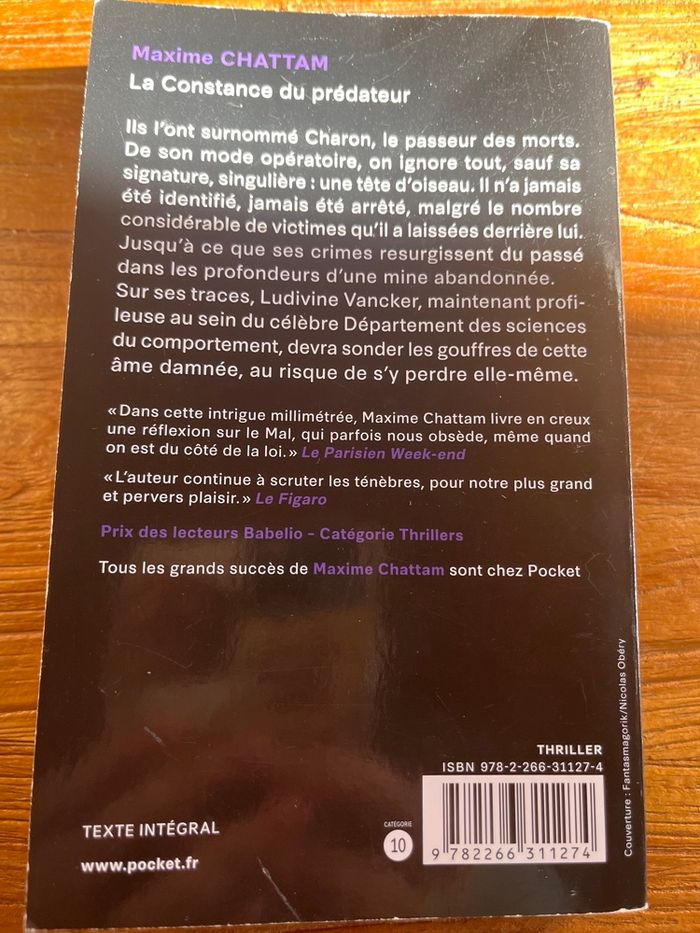 Maxime CHATTAM
La Constance du prédateur
Ils l'ont surnommé Charon, le passeur des morts.
De son mode opératoire, on ignore tout, sauf sa
signature, singulière : une tête d'oiseau. Il n'a jamais
été identifié, jamais été arrêté, malgré le nombre
considérable de victimes qu'il a laissées derrière lui.
Jusqu'à ce que ses crimes resurgissent du passé
dans les profondeurs d'une mine abandonnée.
Sur ses traces, Ludivine Vancker, maintenant profi-
leuse au sein du célèbre Département des sciences
du comportement, devra sonder les gouffres de cette
âme damnée, au risque de s'y perdre elle-même.
« Dans cette intrigue millimétrée, Maxime Chattam livre en creux
une réflexion sur le Mal, qui parfois nous obsède, même quand
on est du côté de la loi. » Le Parisien Week-end
« L'auteur continue à scruter les ténèbres, pour notre plus grand
et pervers plaisir. » Le Figaro
Prix des lecteurs Babelio – Catégorie Thrillers
Tous les grands succès de Maxime Chattam sont chez Pocket
Couverture : Fantasmagorik/Nicolas Obéry
THRILLER
ISBN 978-2-266-31127-4
TEXTE INTÉGRAL
www.pocket.fr
CATÉGORIE
10
9 782266 311274